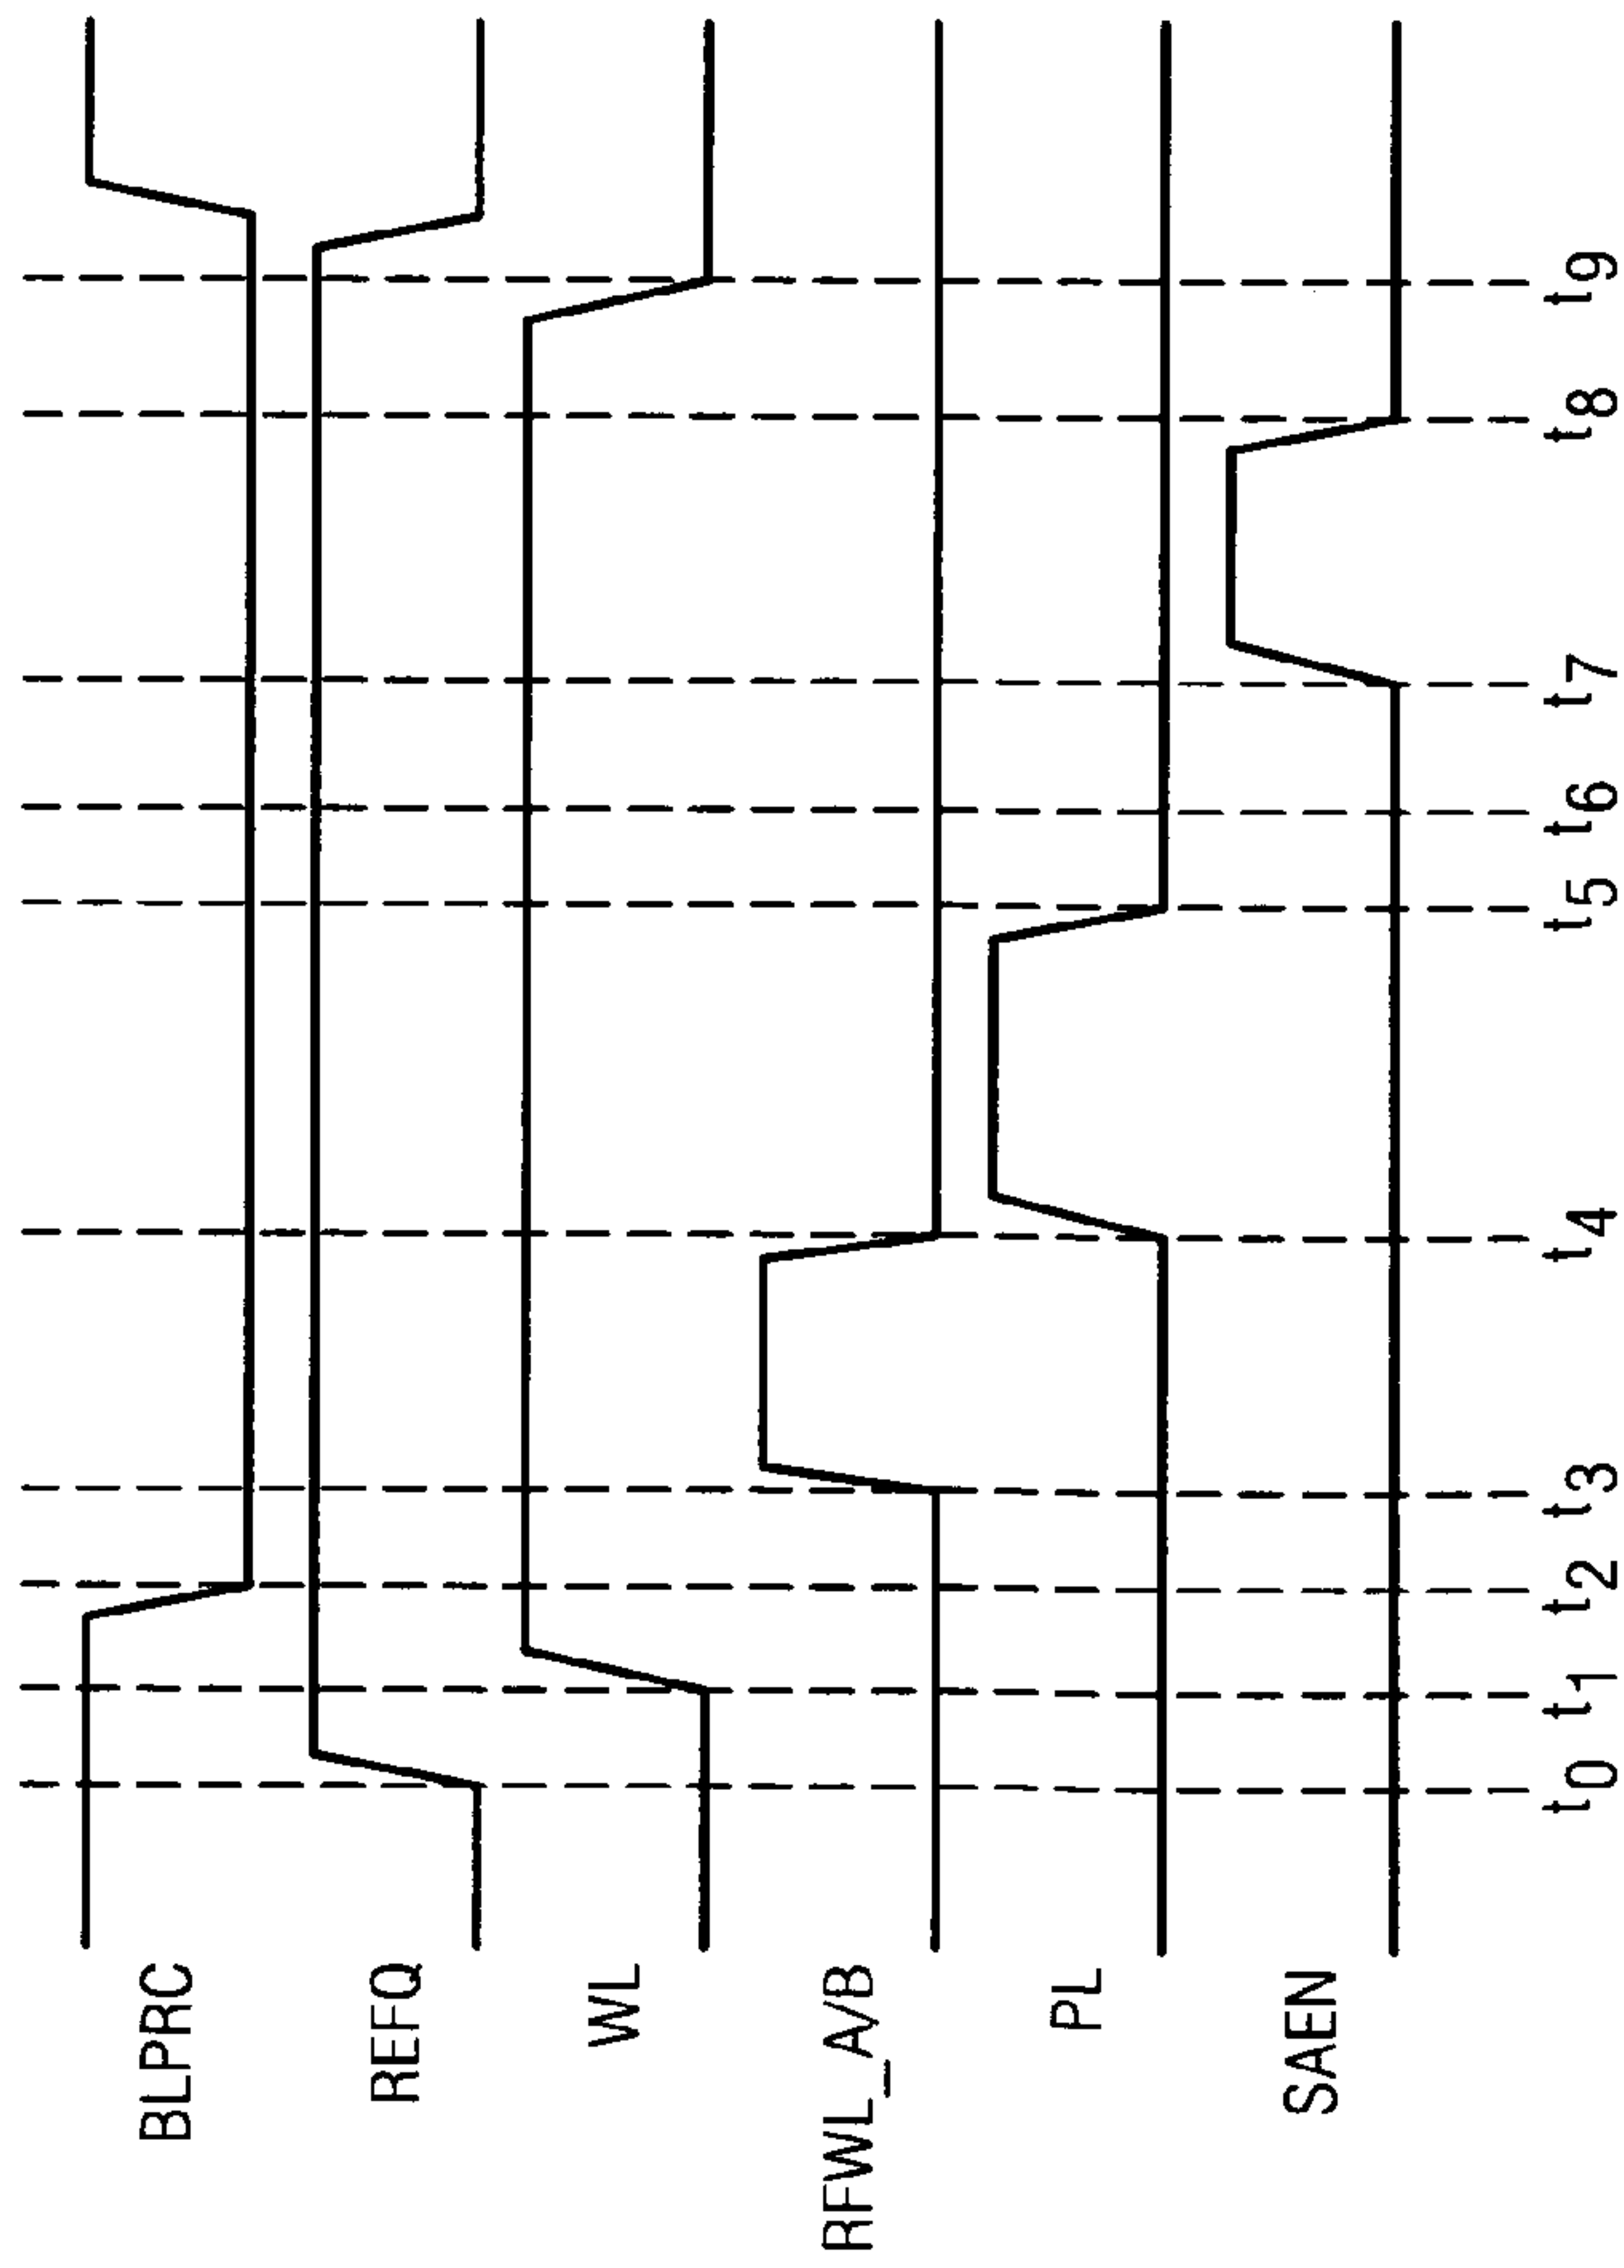 BLPRC
REFQ
WL
RFWL_A/B
PL
SAEN
t0 t1 t2 t3 t4 t5 t6 t7 t8 t9